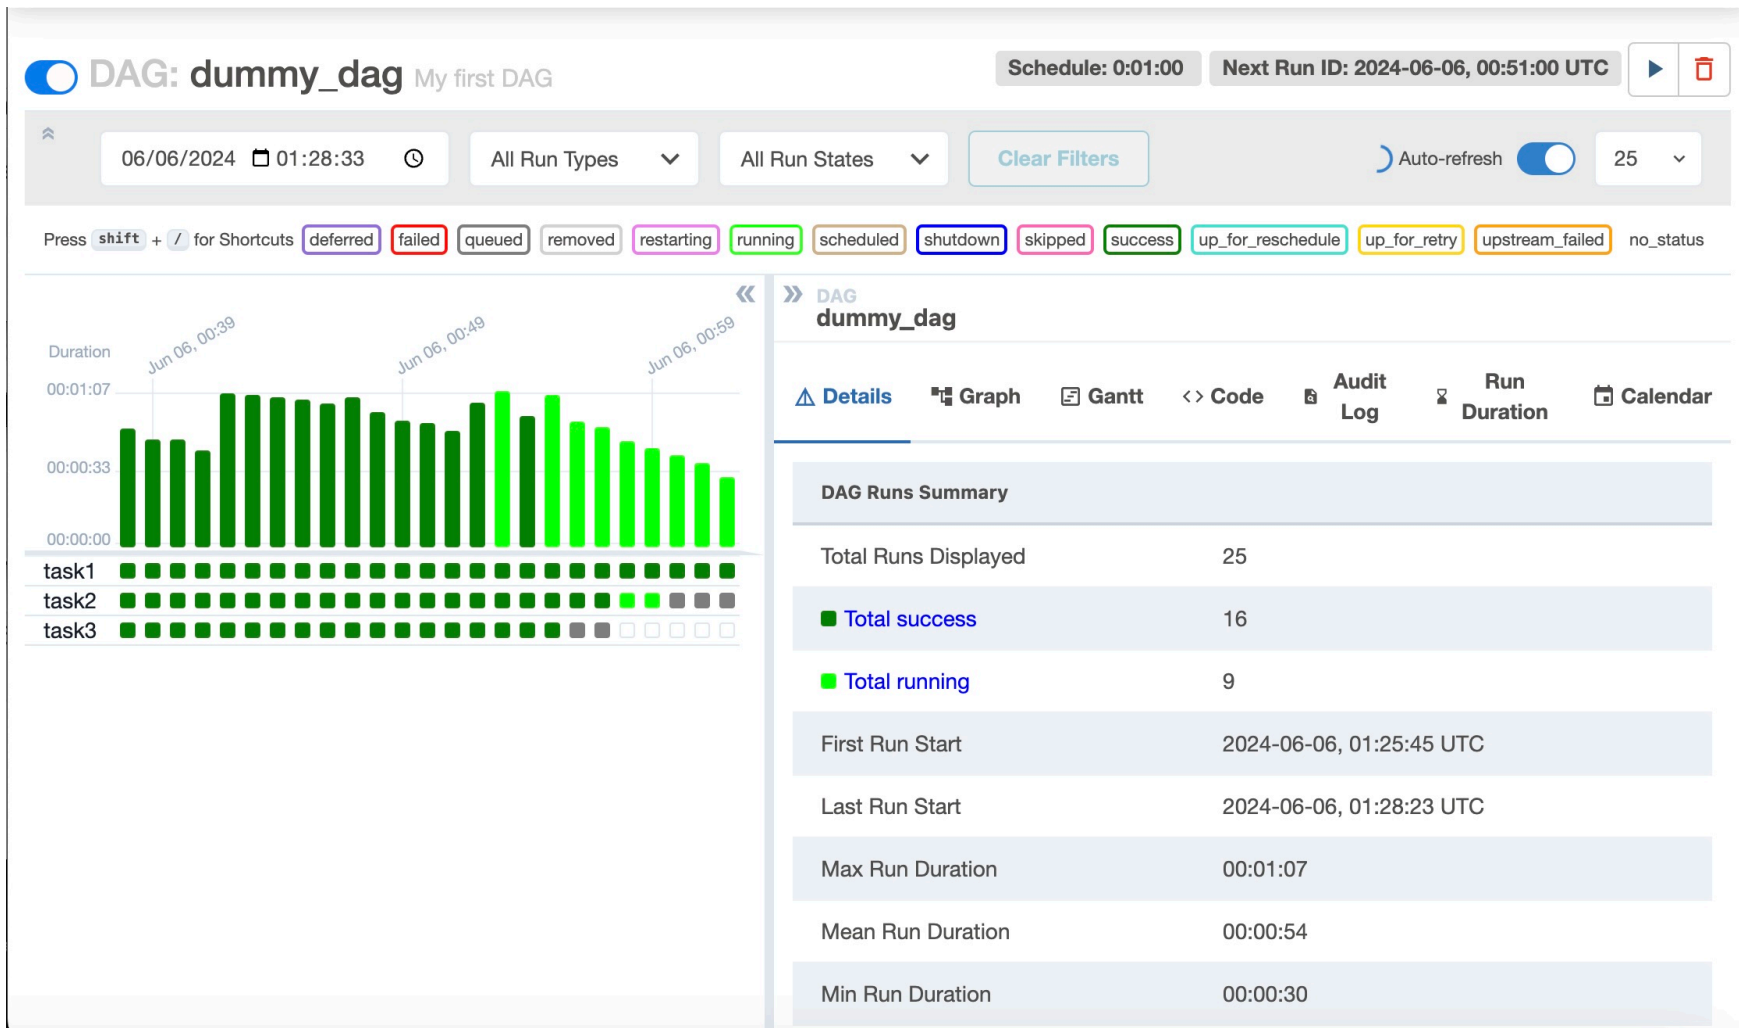 DAG: dummy_dag My first DAG
Schedule: 0:01:00 Next Run ID: 2024-06-06, 00:51:00 UTC
06/06/2024 01:28:33 All Run Types All Run States Clear Filters Auto-refresh 25
Press shift + / for Shortcuts deferred failed queued removed restarting running scheduled shutdown skipped success up_for_reschedule up_for_retry upstream_failed no_status
Duration
Jun 06, 00:39 Jun 06, 00:49 Jun 06, 00:59
00:01:07
00:00:33
00:00:00
task1
task2
task3
DAG
dummy_dag
Details Graph Gantt Code Audit Log Run Duration Calendar
DAG Runs Summary
Total Runs Displayed 25
Total success 16
Total running 9
First Run Start 2024-06-06, 01:25:45 UTC
Last Run Start 2024-06-06, 01:28:23 UTC
Max Run Duration 00:01:07
Mean Run Duration 00:00:54
Min Run Duration 00:00:30